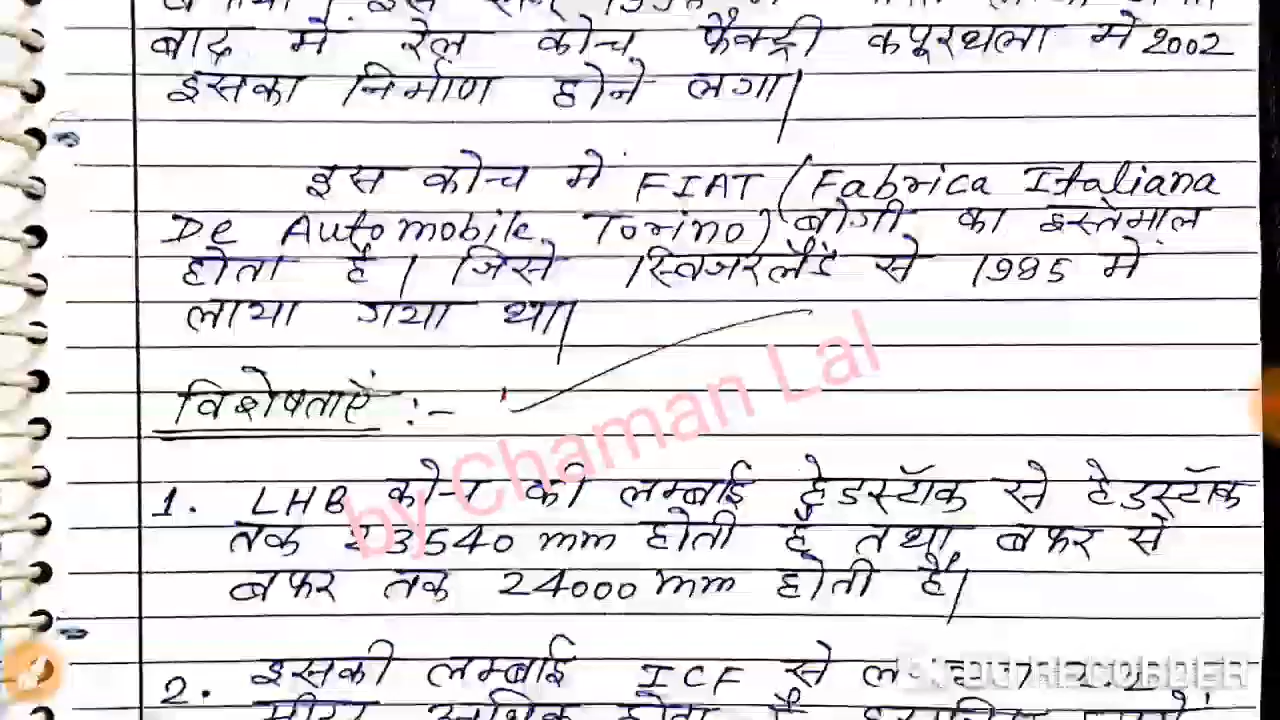 बाद में रेल कोच फैक्ट्री कपूरथला में 2002
इसका निर्माण होने लगा।
इस कोच में FIAT (Fabrica Italiana
De Automobile Torino) बोगी का इस्तेमाल
होता है। जिसे स्विजरलैंड से 1995 में
लाया गया था।
विशेषताएं :-
by Chaman Lal
1. LHB कोच की लम्बाई हेडस्टॉक से हेडस्टॉक
तक 23540 mm होती है तथा बफर से
बफर तक 24000 mm होती है।
2. इसकी लम्बाई ICF से
RECORDER